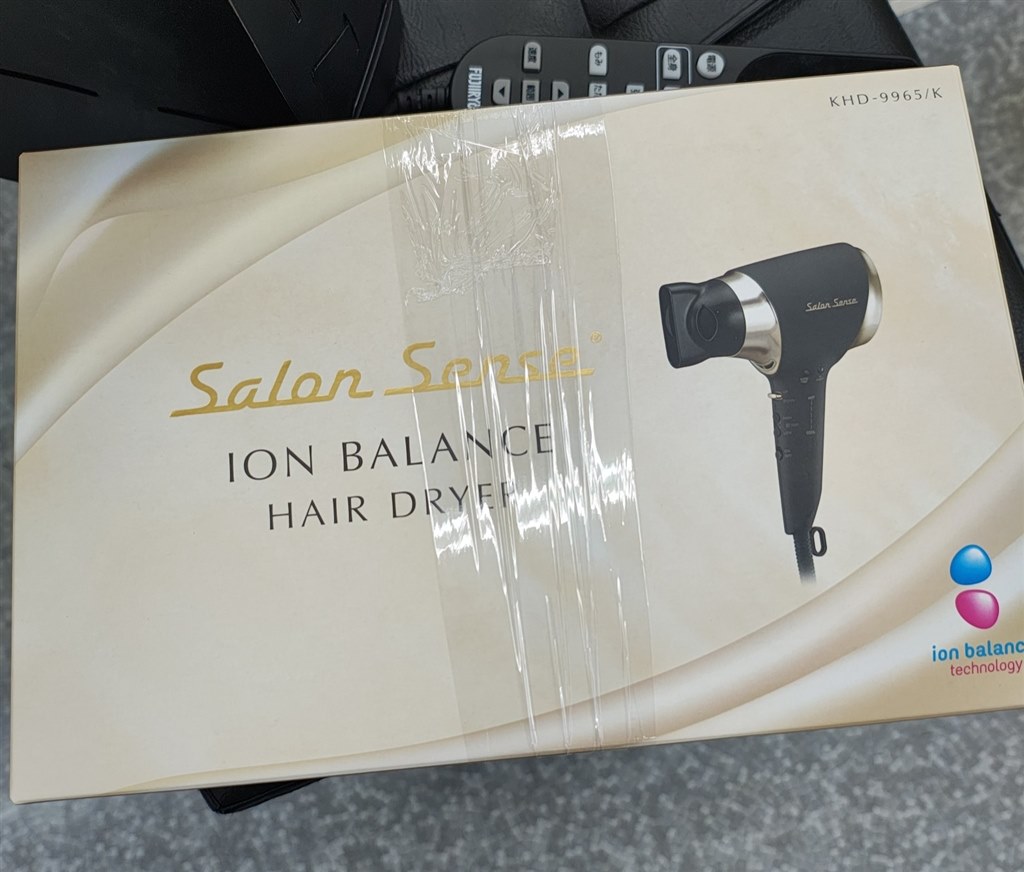 KHD-9965/K
Salon Sense®
ION BALANCE
HAIR DRYER
Salon Sense
ion balanc
technology